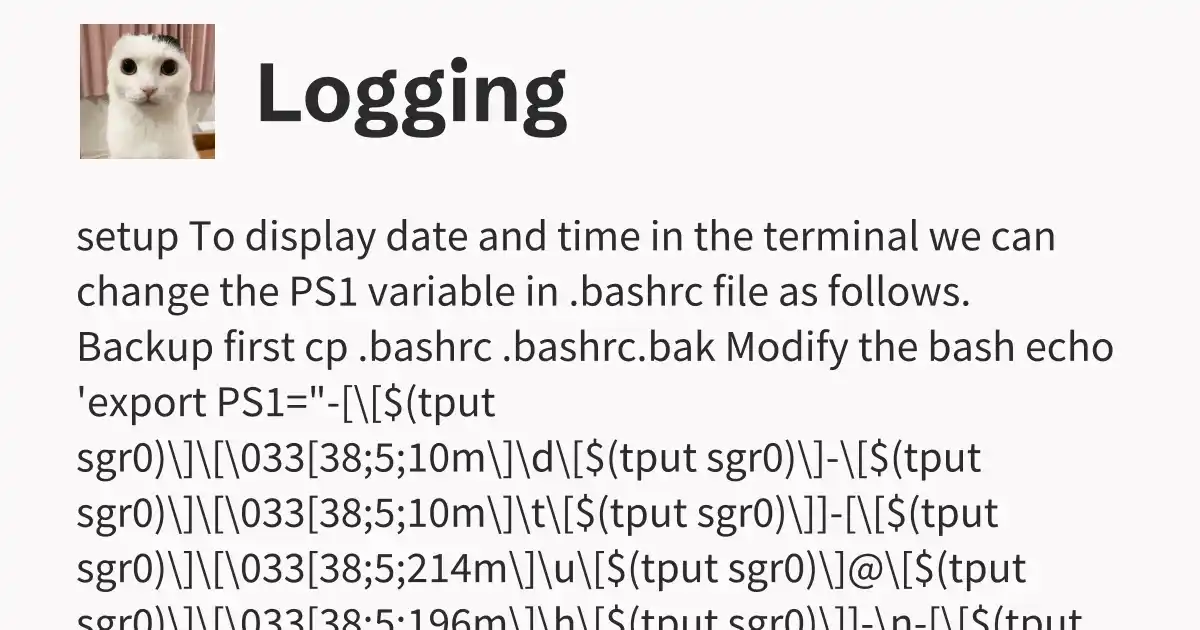 Logging
setup To display date and time in the terminal we can
change the PS1 variable in .bashrc file as follows.
Backup first cp .bashrc .bashrc.bak Modify the bash echo
'export PS1="-[\[$(tput
sgr0)\]\[\033[38;5;10m\]\d\[$(tput sgr0)\]-\[$(tput
sgr0)\]\[\033[38;5;10m\]\t\[$(tput sgr0)\]]-[\[$(tput
sgr0)\]\[\033[38;5;214m\]\u\[$(tput sgr0)\]@\[$(tput
sgr0)\]\[\033[38;5;196m\]\h\[$(tput sgr0)\]]-\n-[\[$(tput